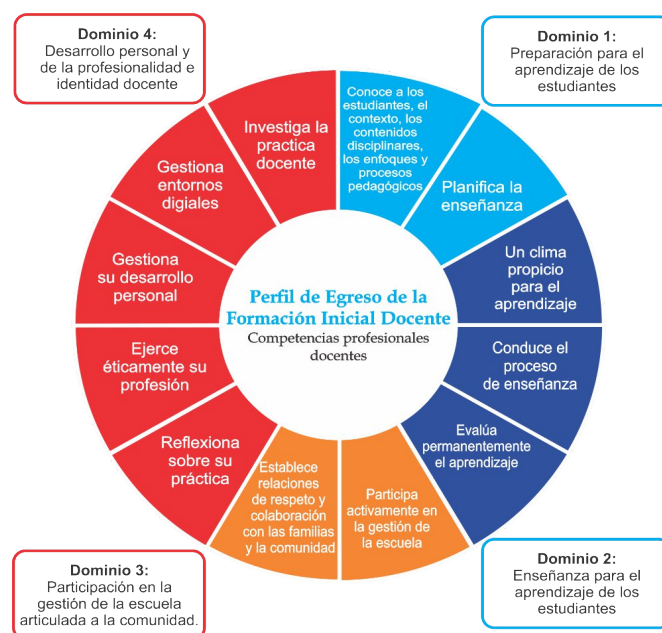 Dominio 4:
Desarrollo personal y
de la profesionalidad e
identidad docente
Dominio 1:
Preparación para el
aprendizaje de los
estudiantes
Conoce a los
estudiantes, el
contexto, los
contenidos
disciplinares,
los enfoques y
procesos
pedagógicos
Planifica la
enseñanza
Un clima
propicio
para el
aprendizaje
Conduce el
proceso
de enseñanza
Evalúa
permanentemente
el aprendizaje
Participa
activamente en
la gestión de
la escuela
Establece
relaciones
de respeto y
colaboración
con las familias
y la comunidad
Reflexiona
sobre su
práctica
Ejerce
éticamente su
profesión
Gestiona
su desarrollo
personal
Gestiona
entornos
digiales
Investiga la
practica
docente
Perfil de Egreso de la
Formación Inicial Docente
Competencias profesionales
docentes
Dominio 3:
Participación en la
gestión de la escuela
articulada a la comunidad.
Dominio 2:
Enseñanza para el
aprendizaje de los
estudiantes